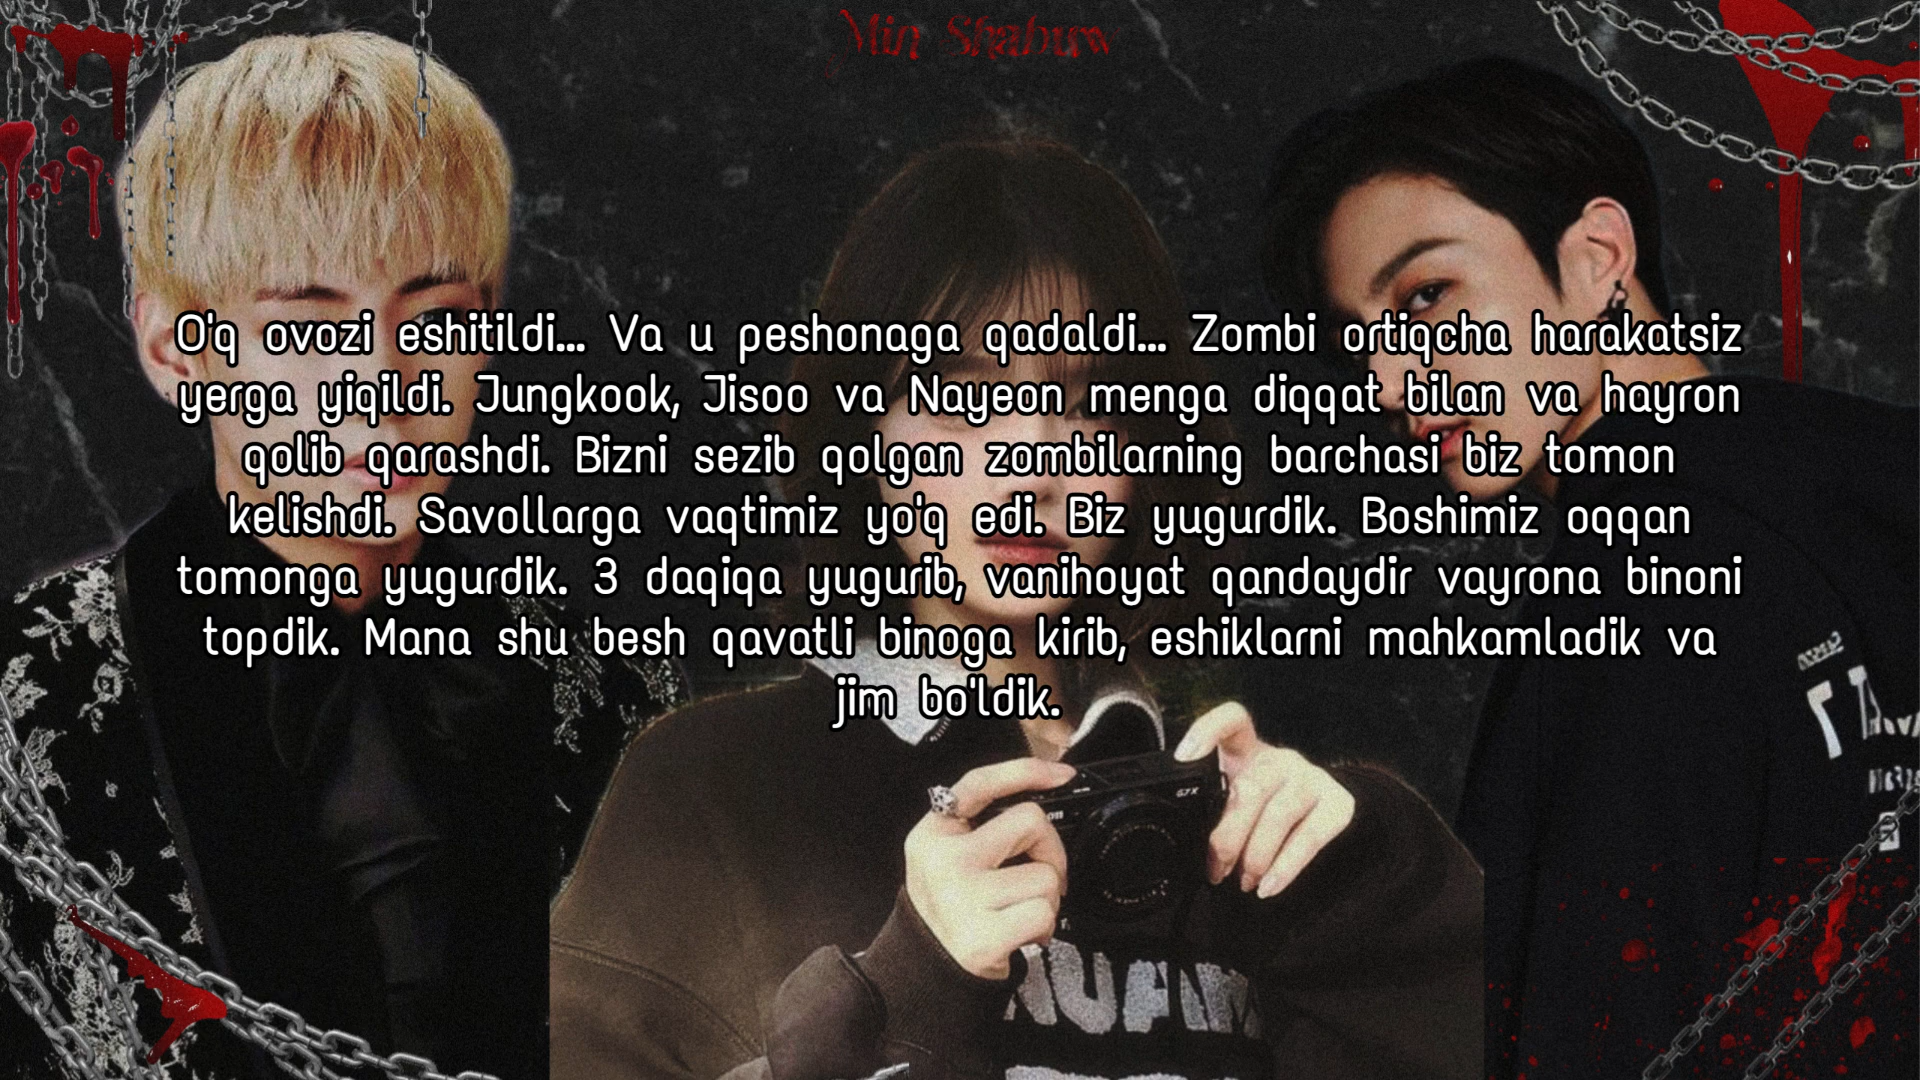 Min Shabuw
O'q ovozi eshitildi... Va u peshonaga qadaldi... Zombi ortiqcha harakatsiz
yerga yiqildi. Jungkook, Jisoo va Nayeon menga diqqat bilan va hayron
qolib qarashdi. Bizni sezib qolgan zombilarning barchasi biz tomon
kelishdi. Savollarga vaqtimiz yo'q edi. Biz yugurdik. Boshimiz oqqan
tomonga yugurdik. 3 daqiqa yugurib, vanihoyat qandaydir vayrona binoni
topdik. Mana shu besh qavatli binoga kirib, eshiklarni mahkamladik va
jim bo'ldik.
G7 X